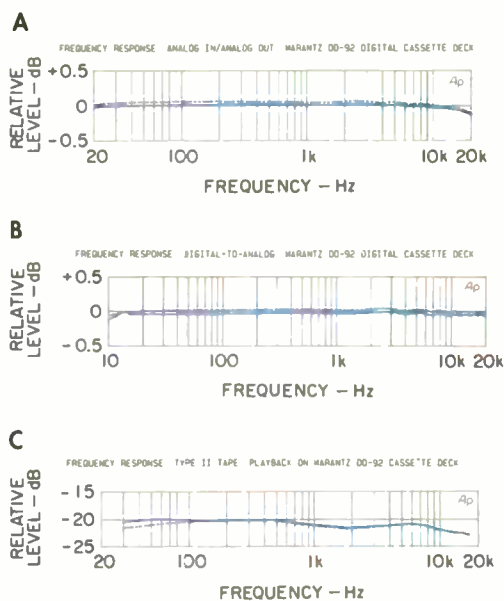 A
FREQUENCY RESPONSE ANALOG IN/ANALOG OUT MARANTZ DD-92 DIGITAL CASSETTE DECK
RELATIVE LEVEL – dB
+0.5
Ap
0
-0.5
20 100 1k 10k 20k
FREQUENCY – Hz
B
FREQUENCY RESPONSE DIGITAL-TO-ANALOG MARANTZ DD-92 DIGITAL CASSETTE DECK
RELATIVE LEVEL – dB
+0.5
Ap
0
-0.5
10 100 1k 10k 20k
FREQUENCY – Hz
C
FREQUENCY RESPONSE TYPE II TAPE PLAYBACK ON MARANTZ DD-92 CASSETTE DECK
RELATIVE LEVEL – dB
-15
Ap
-20
-25
20 100 1k 10k 20k
FREQUENCY – Hz